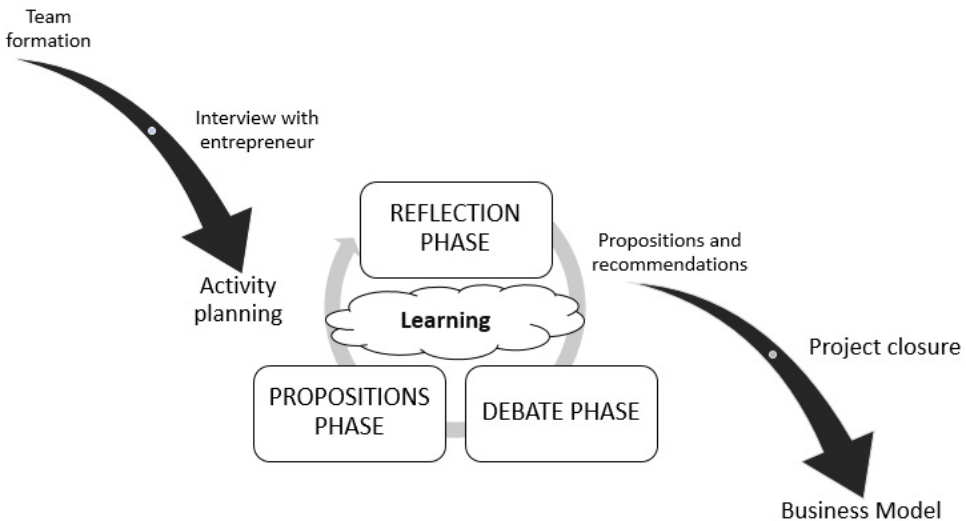 Team
formation
Interview with
entrepreneur
Activity
planning
REFLECTION
PHASE
Learning
PROPOSITIONS
PHASE
DEBATE PHASE
Propositions and
recommendations
Project closure
Business Model